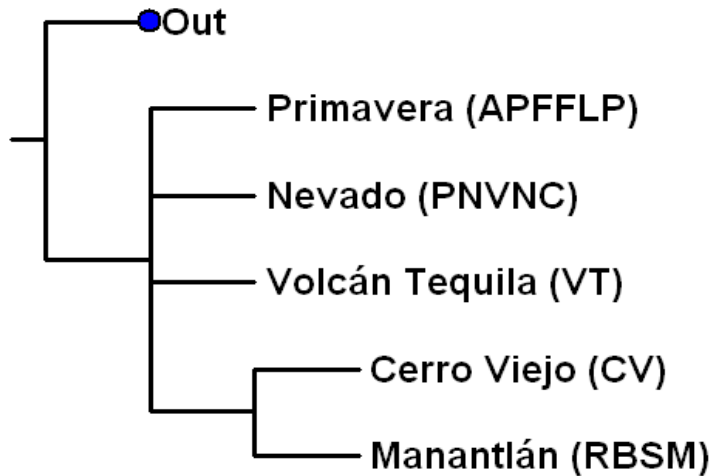 Out
Primavera (APFFLP)
Nevado (PNVNC)
Volcán Tequila (VT)
Cerro Viejo (CV)
Manantlán (RBSM)